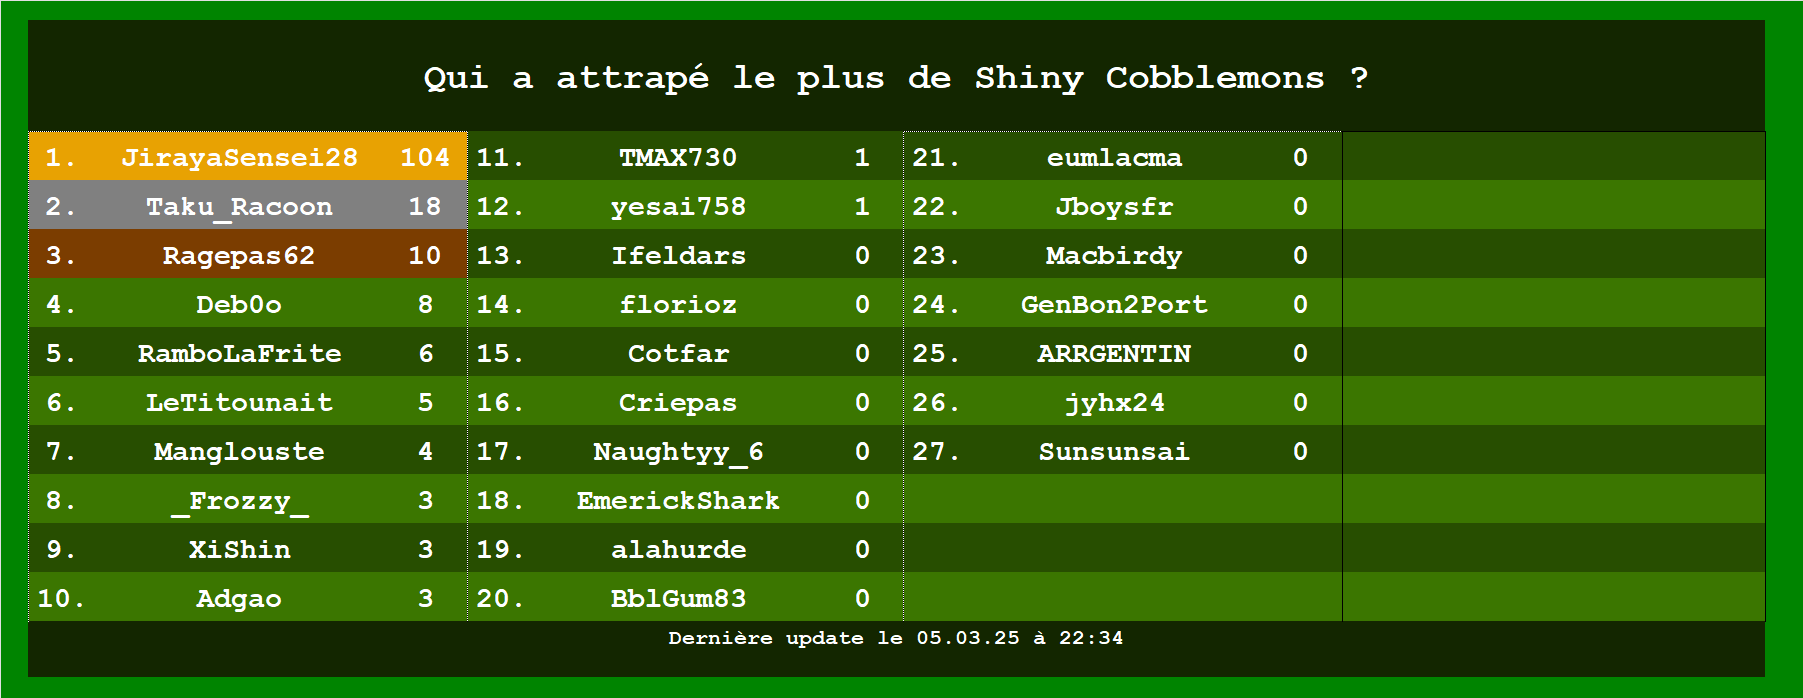 Qui a attrapé le plus de Shiny Cobblemons ?
1. JirayaSensei28 104
2. Taku_Racoon 18
3. Ragepas62 10
4. Deb0o 8
5. RamboLaFrite 6
6. LeTitounait 5
7. Manglouste 4
8. _Frozzy_ 3
9. XiShin 3
10. Adgao 3
11. TMAX730 1
12. yesai758 1
13. Ifeldars 0
14. florioz 0
15. Cotfar 0
16. Criepas 0
17. Naughtyy_6 0
18. EmerickShark 0
19. alahurde 0
20. BblGum83 0
21. eumlacma 0
22. Jboysfr 0
23. Macbirdy 0
24. GenBon2Port 0
25. ARRGENTIN 0
26. jyhx24 0
27. Sunsunsai 0
Dernière update le 05.03.25 à 22:34